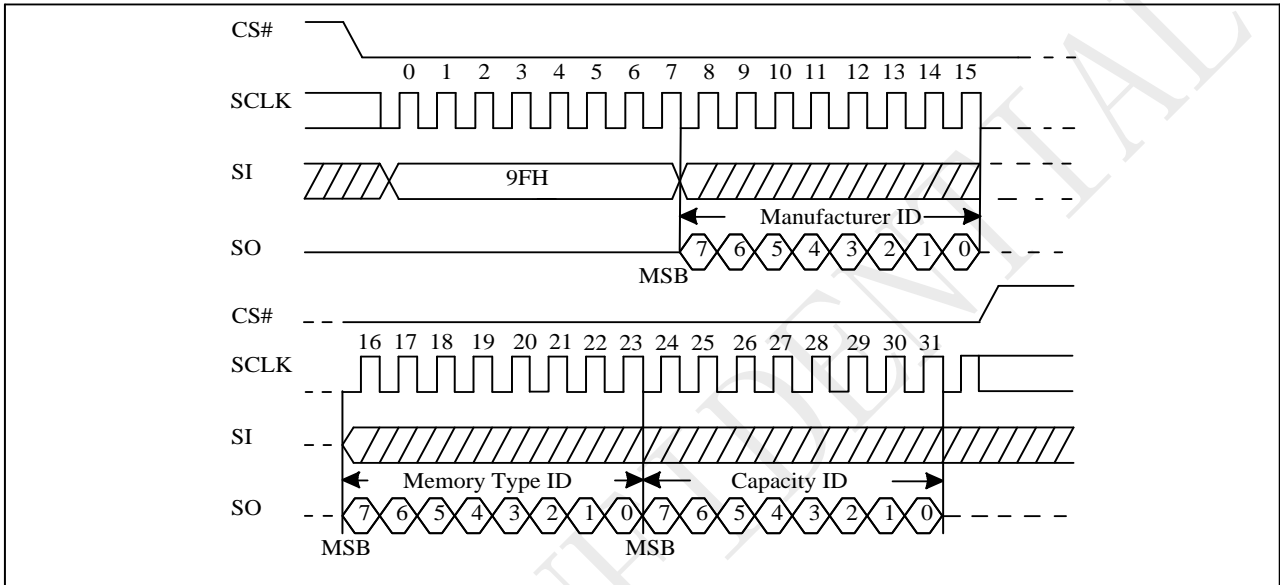 CS#
0 1 2 3 4 5 6 7 8 9 10 11 12 13 14 15
SCLK
SI
9FH
Manufacturer ID
SO
7 6 5 4 3 2 1 0
MSB
CS#
16 17 18 19 20 21 22 23 24 25 26 27 28 29 30 31
SCLK
SI
Memory Type ID Capacity ID
SO
7 6 5 4 3 2 1 0 7 6 5 4 3 2 1 0
MSB MSB